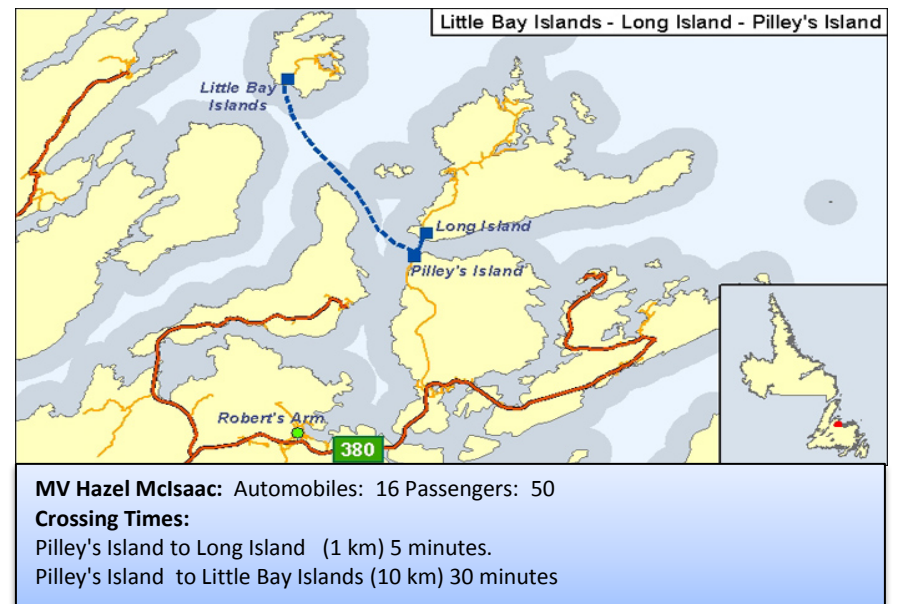 Little Bay Islands - Long Island - Pilley's Island
Little Bay
Islands
Long Island
Pilley's Island
Robert's Arm
380
MV Hazel McIsaac: Automobiles: 16 Passengers: 50
Crossing Times:
Pilley's Island to Long Island (1 km) 5 minutes.
Pilley's Island to Little Bay Islands (10 km) 30 minutes